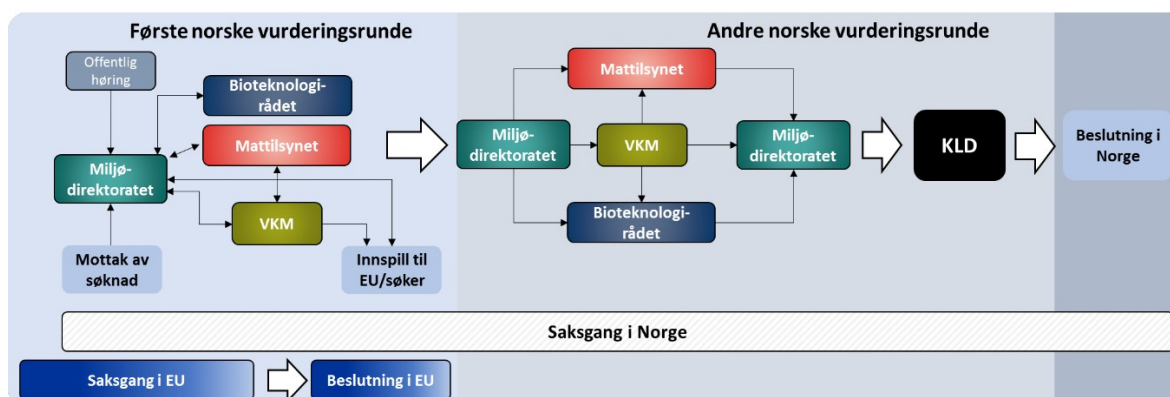 Første norske vurderingsrunde
Offentlig
høring
Bioteknologi-
rådet
Mattilsynet
Miljø-
direktoratet
VKM
Mottak av
søknad
Innspill til
EU/søker
Andre norske vurderingsrunde
Mattilsynet
Miljø-
direktoratet
VKM
Miljø-
direktoratet
Bioteknologi-
rådet
KLD
Beslutning i
Norge
Saksgang i Norge
Saksgang i EU
Beslutning i EU